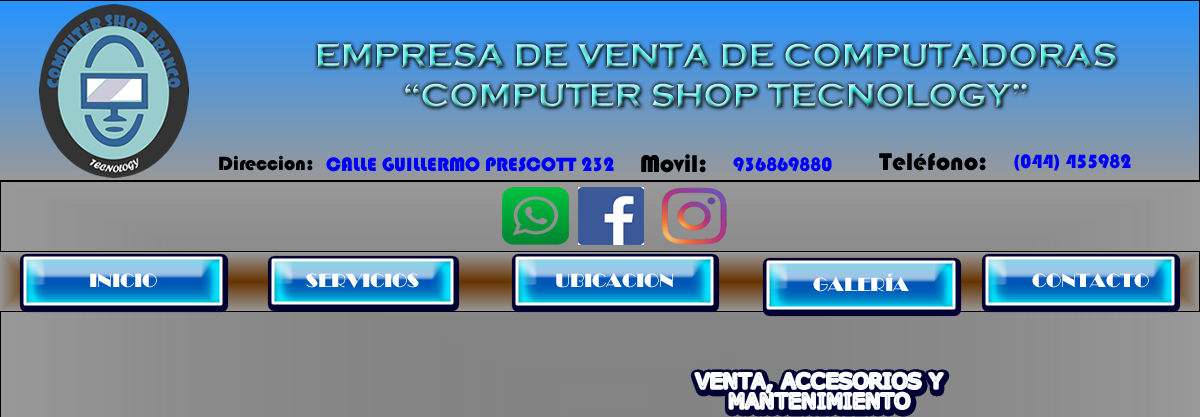 COMPUTER SHOP FRANCO
TECNOLOGY
EMPRESA DE VENTA DE COMPUTADORAS
“COMPUTER SHOP TECNOLOGY”
Direccion: CALLE GUILLERMO PRESCOTT 232 Movil: 936869880 Teléfono: (044) 455982
INICIO SERVICIOS UBICACION GALERÍA CONTACTO
VENTA, ACCESORIOS Y
MANTENIMIENTO